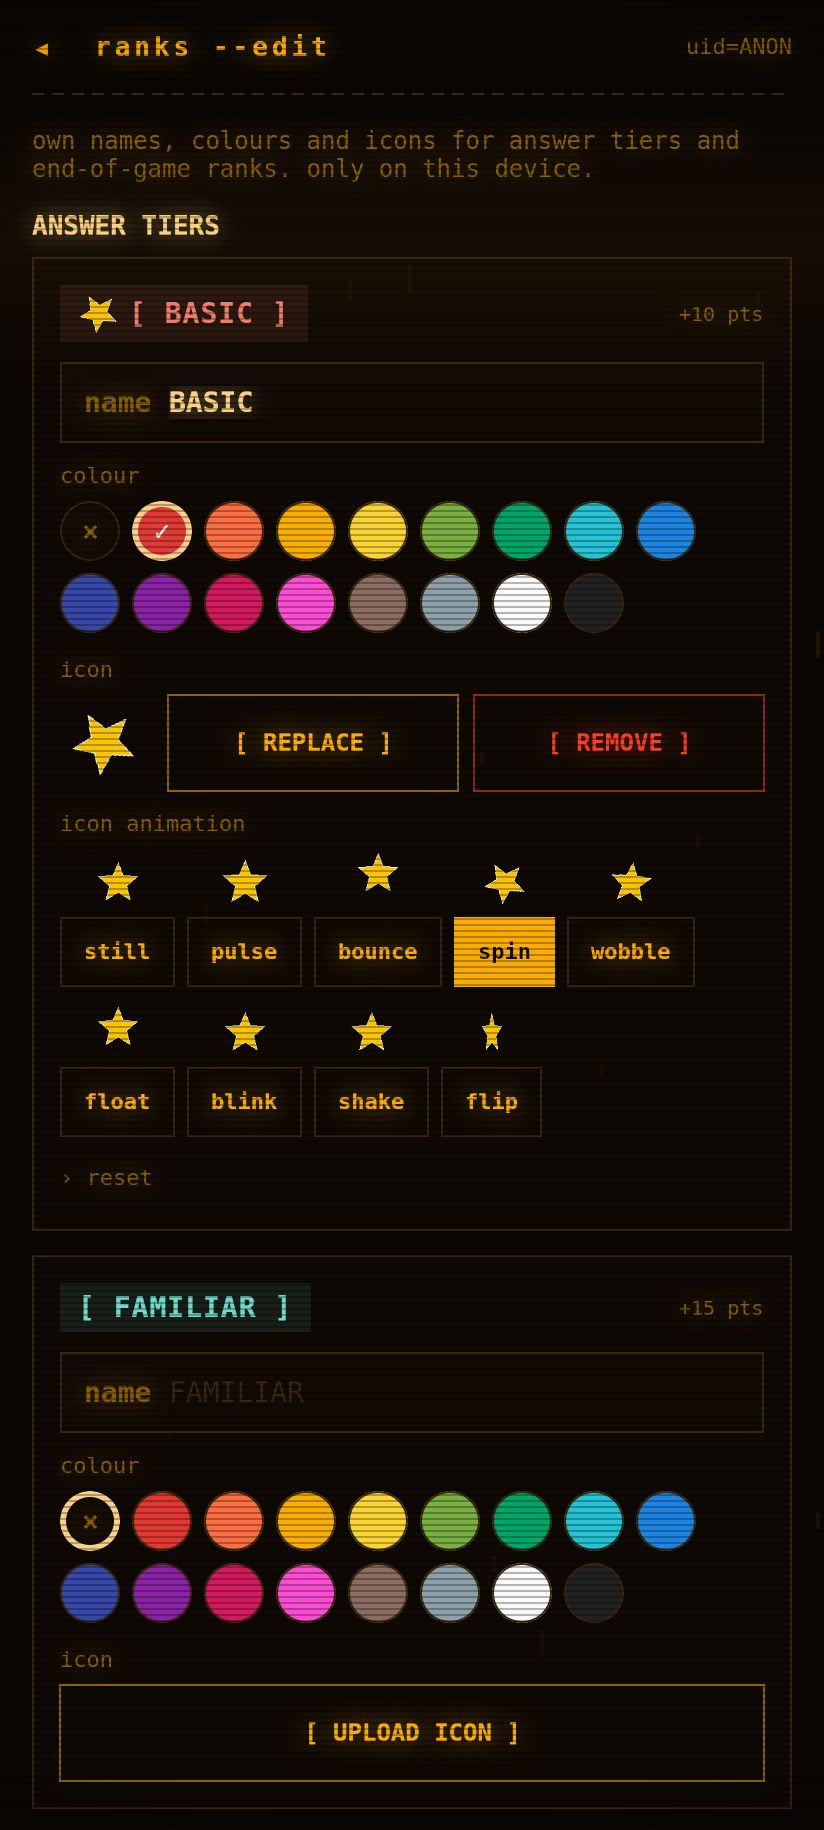 ◂ ranks --edit uid=ANON
own names, colours and icons for answer tiers and
end-of-game ranks. only on this device.
ANSWER TIERS
[ BASIC ] +10 pts
name BASIC
colour
× ✓
icon
[ REPLACE ] [ REMOVE ]
icon animation
still pulse bounce spin wobble
float blink shake flip
› reset
[ FAMILIAR ] +15 pts
name FAMILIAR
colour
×
icon
[ UPLOAD ICON ]